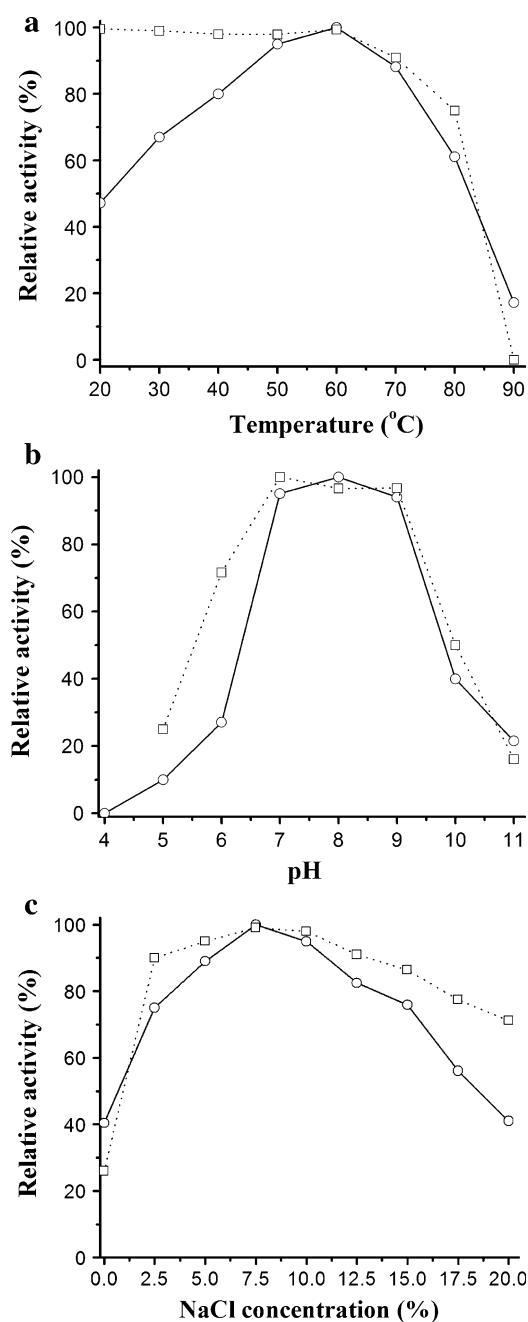 a
Relative activity (%)
100
80
60
40
20
0
20 30 40 50 60 70 80 90
Temperature (°C)
b
Relative activity (%)
100
80
60
40
20
0
4 5 6 7 8 9 10 11
pH
c
Relative activity (%)
100
80
60
40
20
0
0.0 2.5 5.0 7.5 10.0 12.5 15.0 17.5 20.0
NaCl concentration (%)